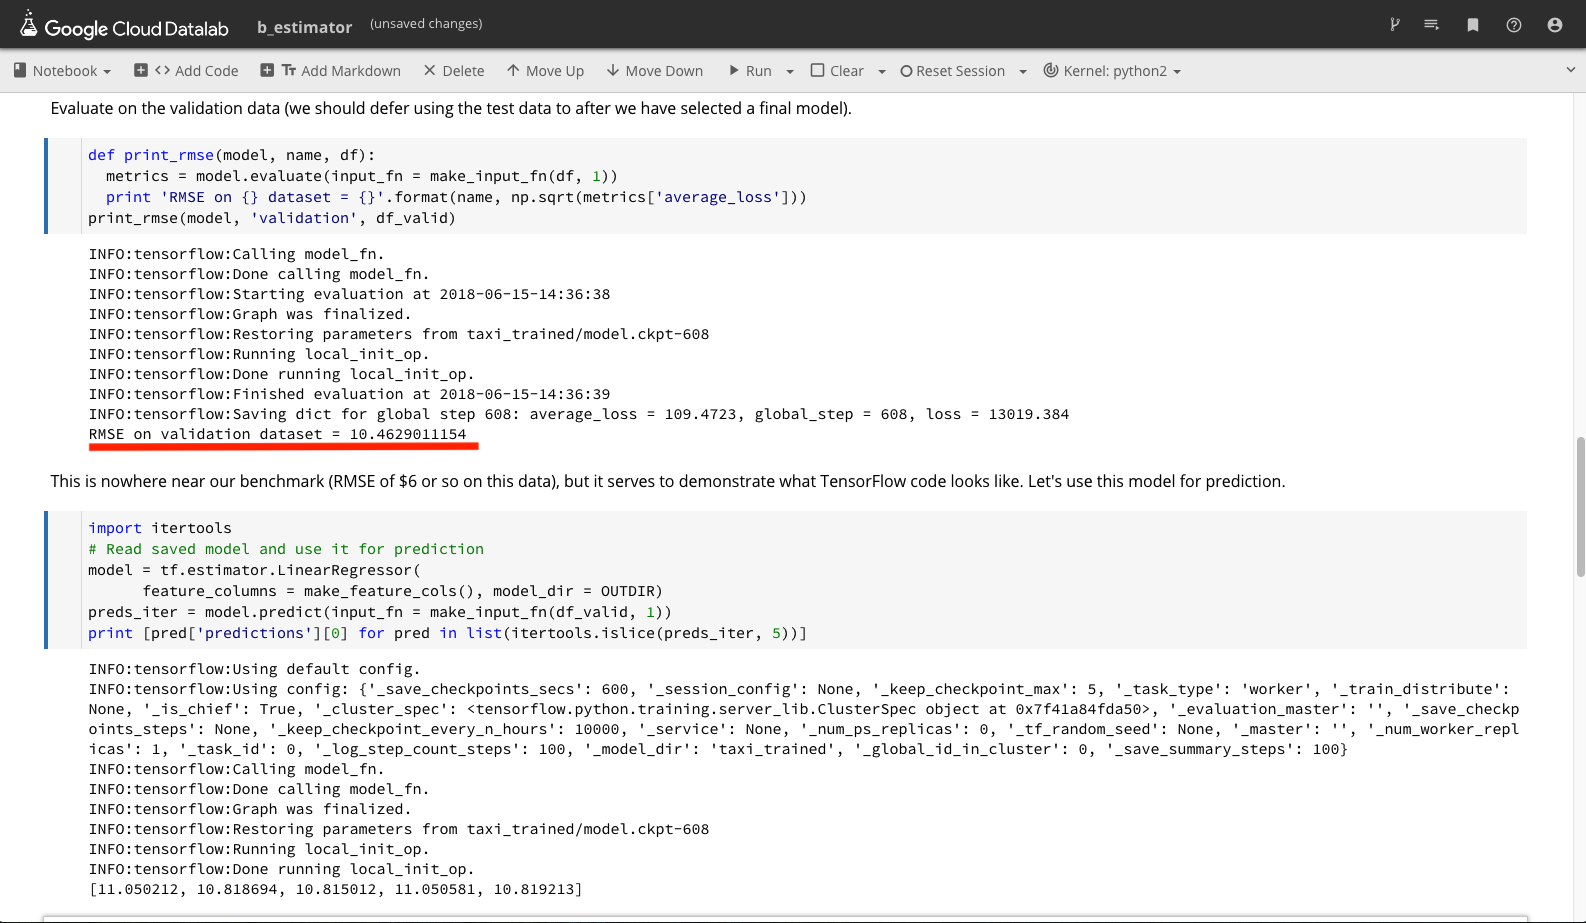 Google Cloud Datalab b_estimator (unsaved changes)
Notebook <> Add Code Tr Add Markdown Delete Move Up Move Down Run Clear Reset Session Kernel: python2
Evaluate on the validation data (we should defer using the test data to after we have selected a final model).
def print_rmse(model, name, df):
  metrics = model.evaluate(input_fn = make_input_fn(df, 1))
  print 'RMSE on {} dataset = {}'.format(name, np.sqrt(metrics['average_loss']))
print_rmse(model, 'validation', df_valid)
INFO:tensorflow:Calling model_fn.
INFO:tensorflow:Done calling model_fn.
INFO:tensorflow:Starting evaluation at 2018-06-15-14:36:38
INFO:tensorflow:Graph was finalized.
INFO:tensorflow:Restoring parameters from taxi_trained/model.ckpt-608
INFO:tensorflow:Running local_init_op.
INFO:tensorflow:Done running local_init_op.
INFO:tensorflow:Finished evaluation at 2018-06-15-14:36:39
INFO:tensorflow:Saving dict for global step 608: average_loss = 109.4723, global_step = 608, loss = 13019.384
RMSE on validation dataset = 10.4629011154
This is nowhere near our benchmark (RMSE of $6 or so on this data), but it serves to demonstrate what TensorFlow code looks like. Let's use this model for prediction.
import itertools
# Read saved model and use it for prediction
model = tf.estimator.LinearRegressor(
      feature_columns = make_feature_cols(), model_dir = OUTDIR)
preds_iter = model.predict(input_fn = make_input_fn(df_valid, 1))
print [pred['predictions'][0] for pred in list(itertools.islice(preds_iter, 5))]
INFO:tensorflow:Using default config.
INFO:tensorflow:Using config: {'_save_checkpoints_secs': 600, '_session_config': None, '_keep_checkpoint_max': 5, '_task_type': 'worker', '_train_distribute':
None, '_is_chief': True, '_cluster_spec': <tensorflow.python.training.server_lib.ClusterSpec object at 0x7f41a84fda50>, '_evaluation_master': '', '_save_checkp
oints_steps': None, '_keep_checkpoint_every_n_hours': 10000, '_service': None, '_num_ps_replicas': 0, '_tf_random_seed': None, '_master': '', '_num_worker_repl
icas': 1, '_task_id': 0, '_log_step_count_steps': 100, '_model_dir': 'taxi_trained', '_global_id_in_cluster': 0, '_save_summary_steps': 100}
INFO:tensorflow:Calling model_fn.
INFO:tensorflow:Done calling model_fn.
INFO:tensorflow:Graph was finalized.
INFO:tensorflow:Restoring parameters from taxi_trained/model.ckpt-608
INFO:tensorflow:Running local_init_op.
INFO:tensorflow:Done running local_init_op.
[11.050212, 10.818694, 10.815012, 11.050581, 10.819213]